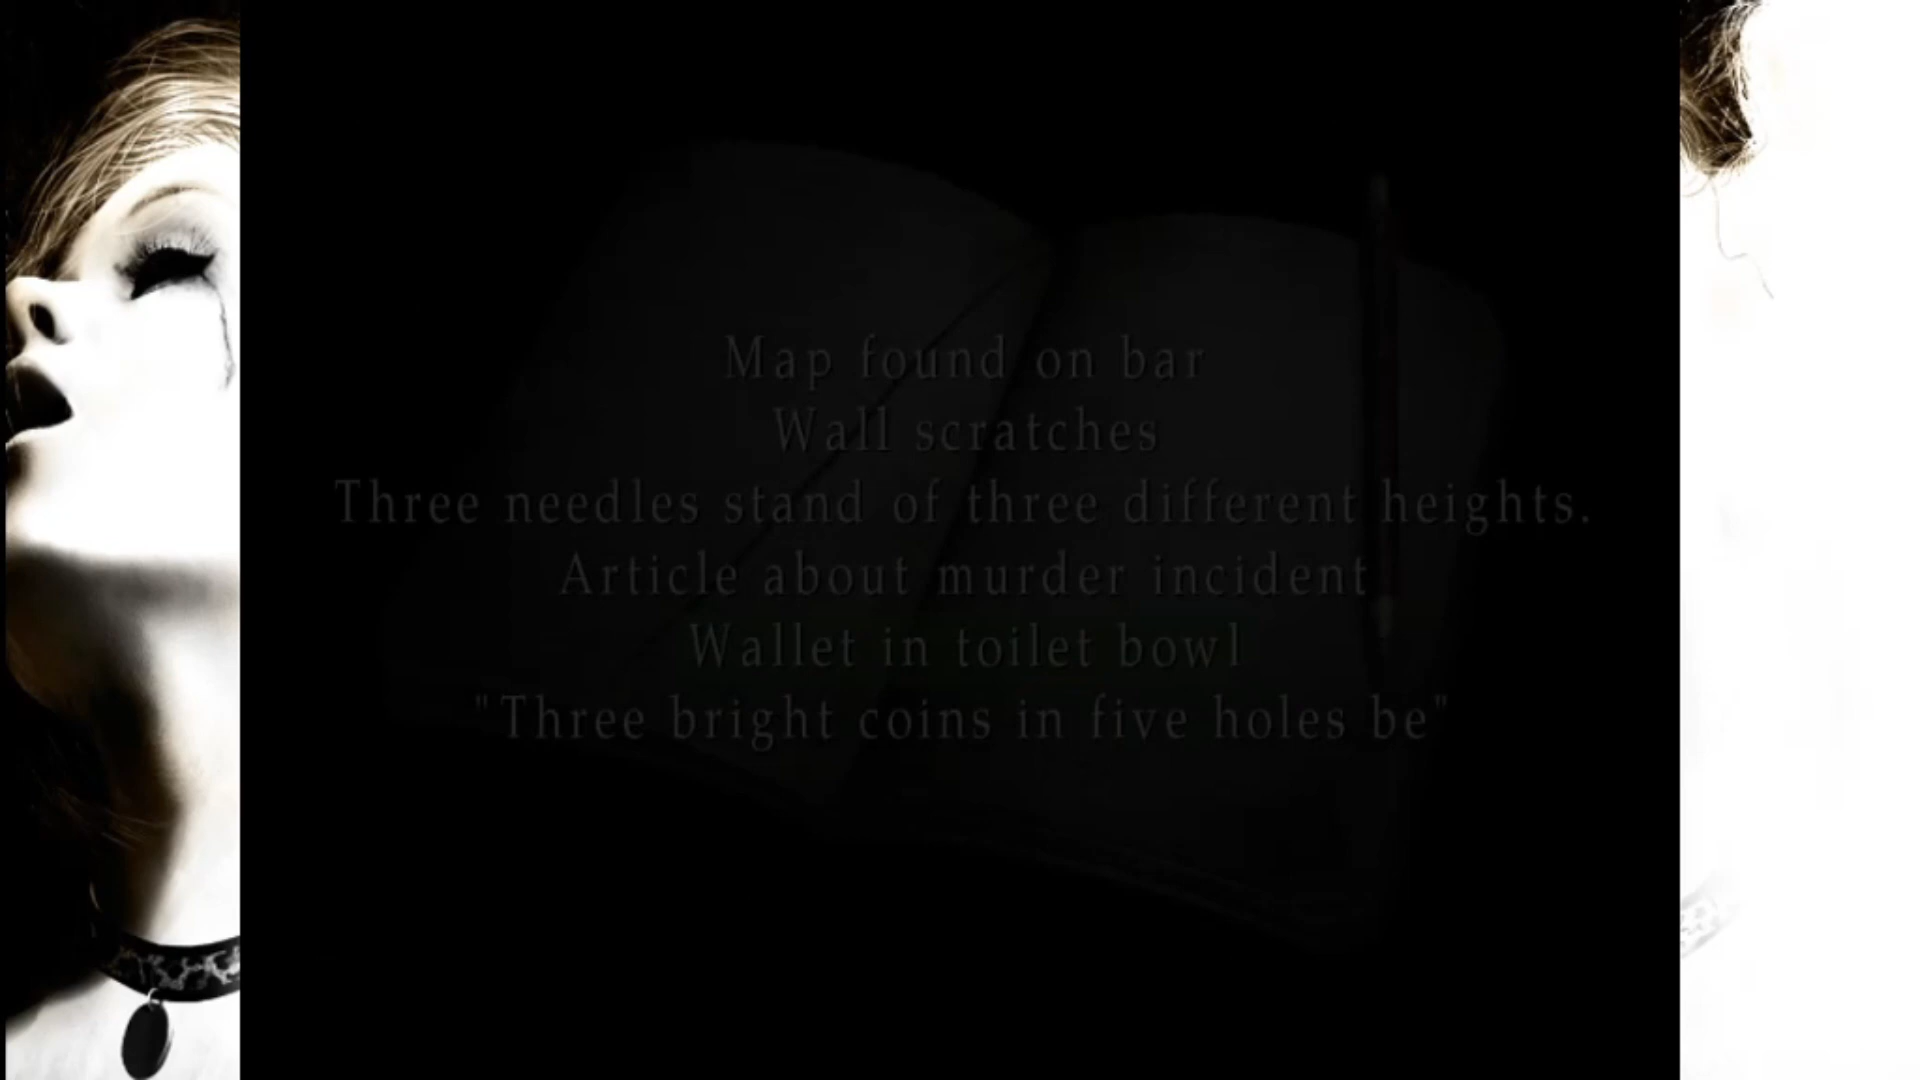 Map found on bar
Wall scratches
Three needles stand of three different heights.
Article about murder incident
Wallet in toilet bowl
"Three bright coins in five holes be"